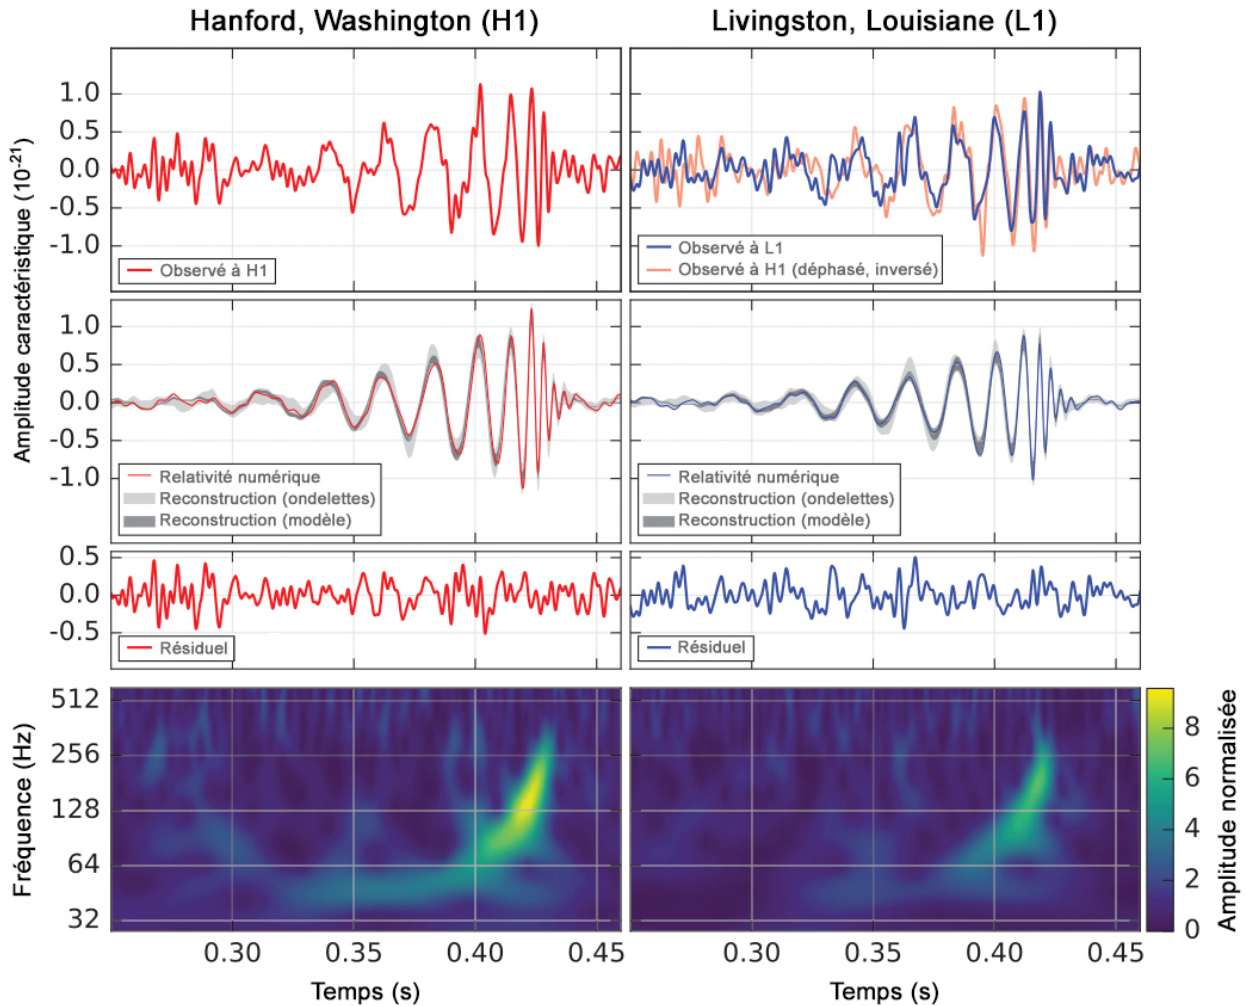 Hanford, Washington (H1)
Livingston, Louisiane (L1)
Amplitude caractéristique (10-21)
1.0
0.5
0.0
-0.5
-1.0
Observé à H1
Observé à L1
Observé à H1 (déphasé, inversé)
1.0
0.5
0.0
-0.5
-1.0
Relativité numérique
Reconstruction (ondelettes)
Reconstruction (modèle)
Relativité numérique
Reconstruction (ondelettes)
Reconstruction (modèle)
0.5
0.0
-0.5
Résiduel
Résiduel
Fréquence (Hz)
512
256
128
64
32
0.30 0.35 0.40 0.45
Temps (s)
0.30 0.35 0.40 0.45
Temps (s)
8
6
4
2
0
Amplitude normalisée